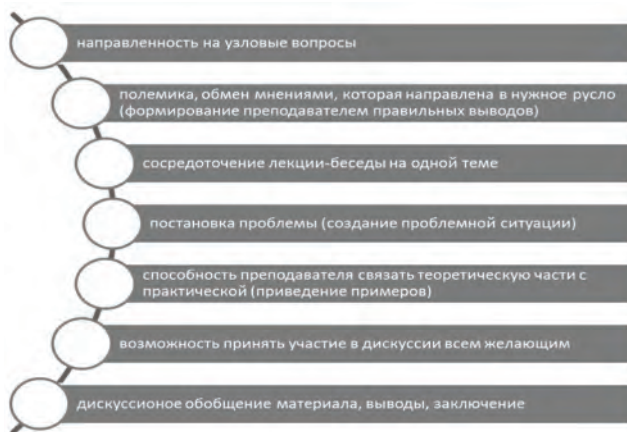 направленность на узловые вопросы
полемика, обмен мнениями, которая направлена в нужное русло
(формирование преподавателем правильных выводов)
сосредоточение лекции-беседы на одной теме
постановка проблемы (создание проблемной ситуации)
способность преподавателя связать теоретическую части с
практической (приведение примеров)
возможность принять участие в дискуссии всем желающим
дискуссионое обобщение материала, выводы, заключение